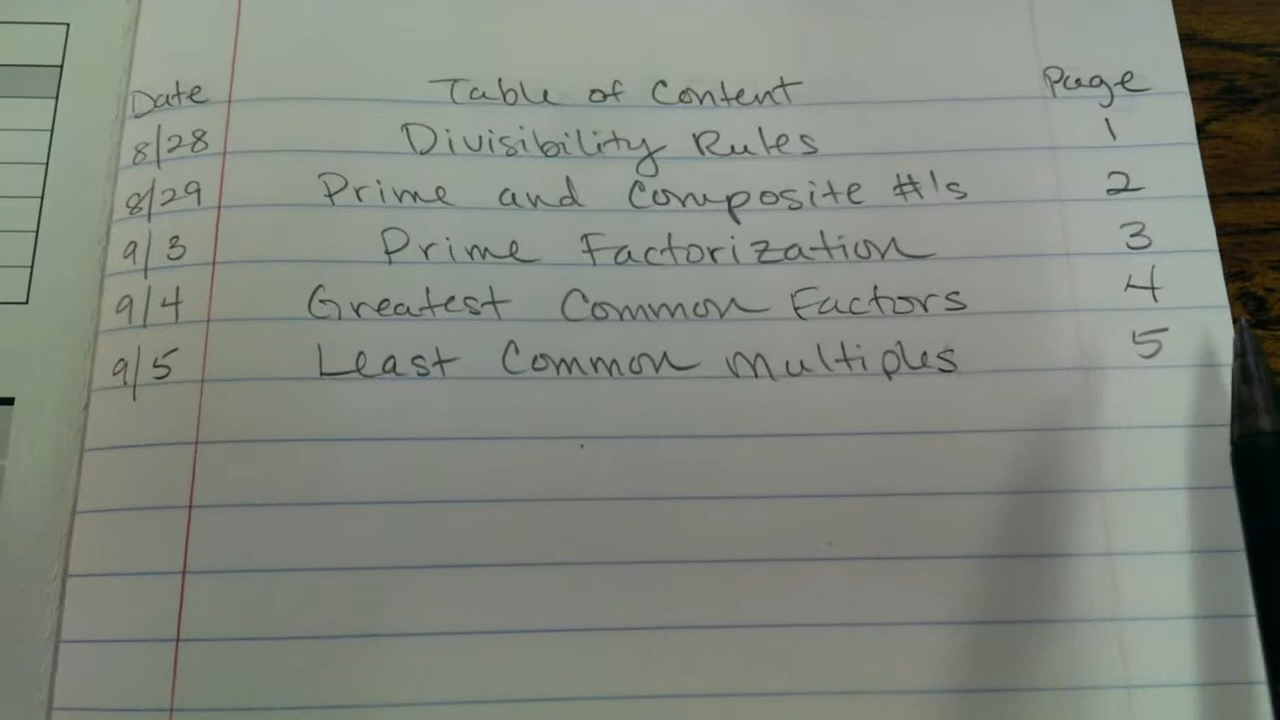 Date Table of Content Page
8/28 Divisibility Rules 1
8/29 Prime and Composite #'s 2
9/3 Prime Factorization 3
9/4 Greatest Common Factors 4
9/5 Least Common Multiples 5